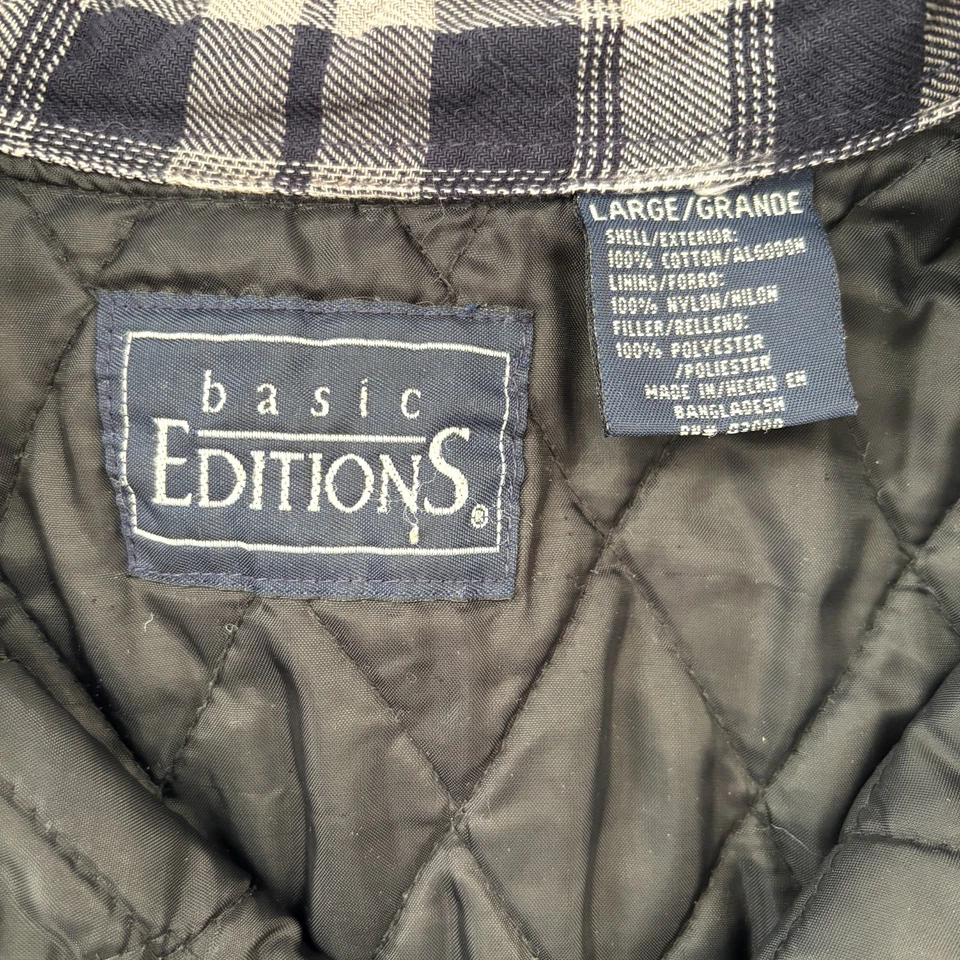 basic
EDITIONS®
LARGE/GRANDE
SHELL/EXTERIOR:
100% COTTON/ALGODON
LINING/FORRO:
100% NYLON/NILON
FILLER/RELLENO:
100% POLYESTER
/POLIESTER
MADE IN/HECHO EN
BANGLADESH